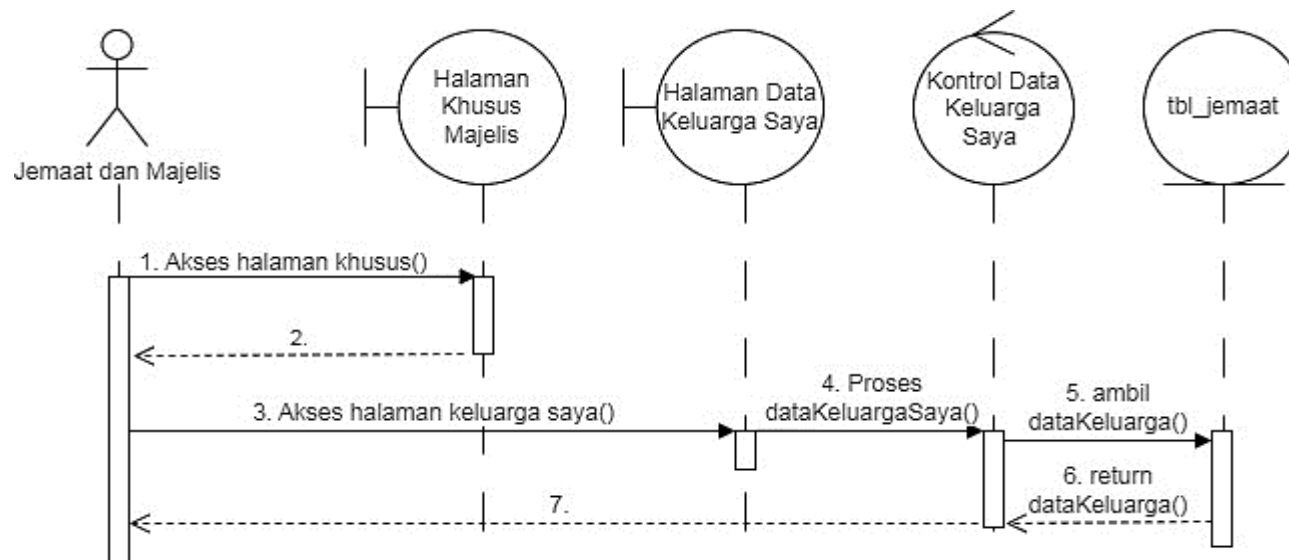 Halaman
Khusus
Majelis
Halaman Data
Keluarga Saya
Kontrol Data
Keluarga
Saya
tbl_jemaat
Jemaat dan Majelis
1. Akses halaman khusus()
2.
3. Akses halaman keluarga saya()
4. Proses
dataKeluargaSaya()
5. ambil
dataKeluarga()
6. return
dataKeluarga()
7.